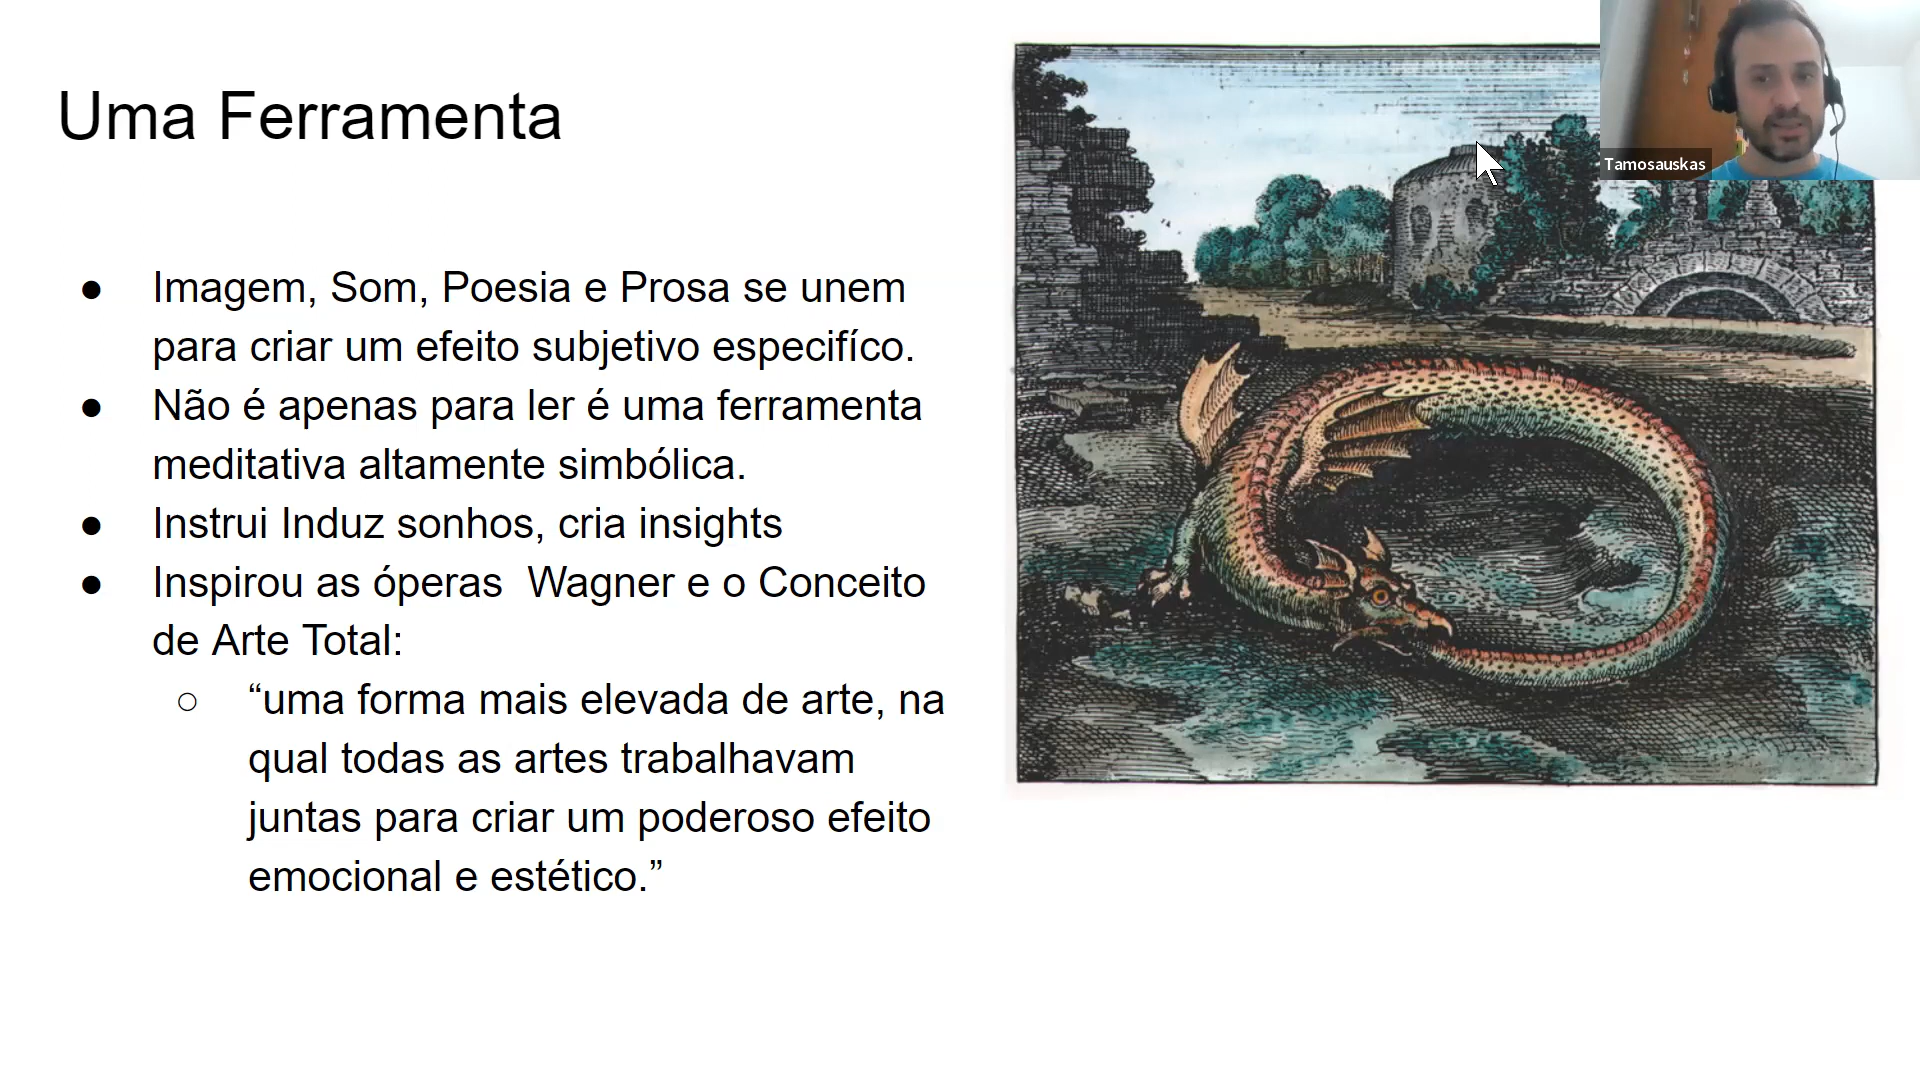 Uma Ferramenta
Tamosauskas
● Imagem, Som, Poesia e Prosa se unem
para criar um efeito subjetivo especifíco.
● Não é apenas para ler é uma ferramenta
meditativa altamente simbólica.
● Instrui Induz sonhos, cria insights
● Inspirou as óperas  Wagner e o Conceito
de Arte Total:
○ “uma forma mais elevada de arte, na
qual todas as artes trabalhavam
juntas para criar um poderoso efeito
emocional e estético.”